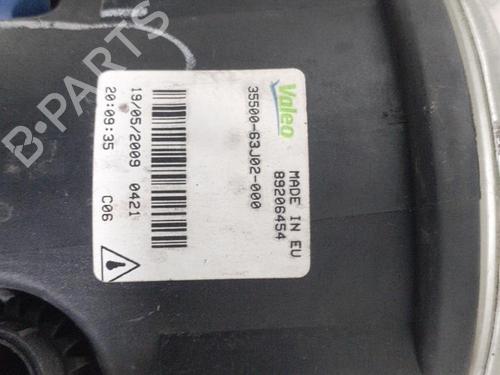 Valeo
35500-63J02-000
MADE IN EU
89206454
19/05/2009 0421
20:09:35 C06
B-PARTS